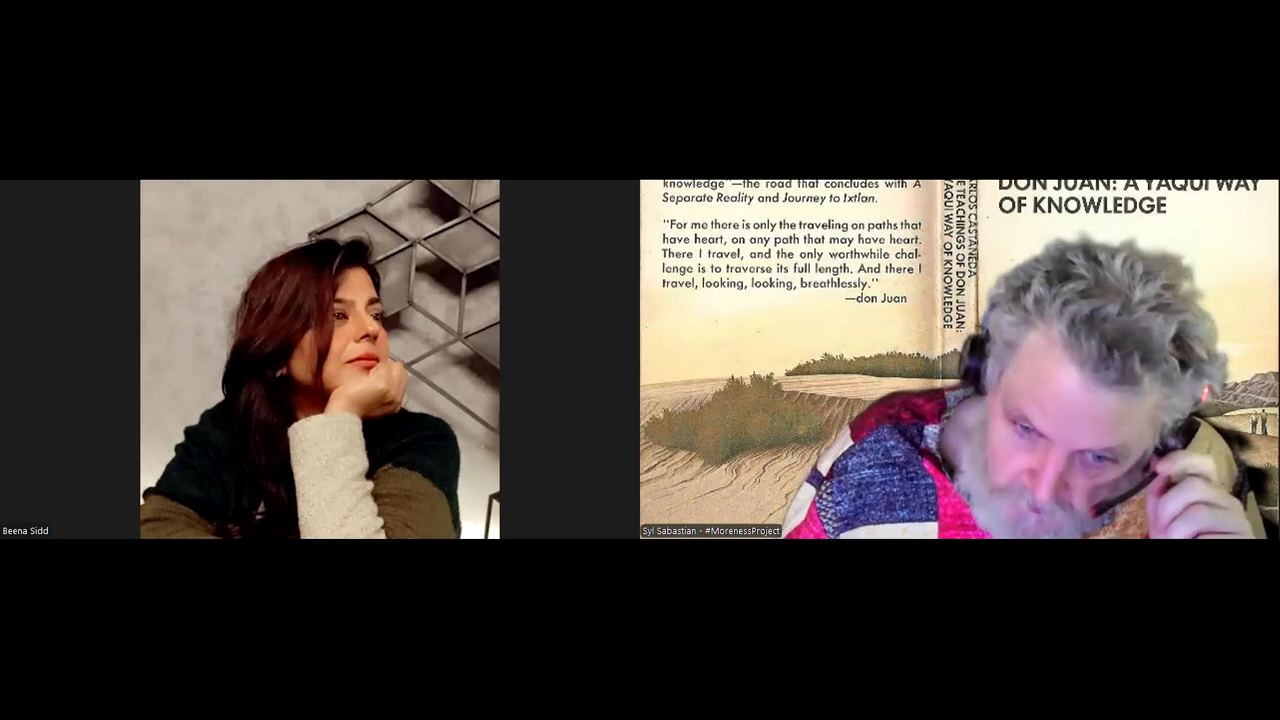 knowledge"—the road that concludes with A
Separate Reality and Journey to Ixtlan.
"For me there is only the traveling on paths that
have heart, on any path that may have heart.
There I travel, and the only worthwhile chal-
lenge is to traverse its full length. And there I
travel, looking, looking, breathlessly."
—don Juan
CARLOS CASTANEDA
THE TEACHINGS OF DON JUAN:
A YAQUI WAY OF KNOWLEDGE
DON JUAN: A YAQUI WAY
OF KNOWLEDGE
Beena Sidd
Syl Sabastian - #MorenessProject